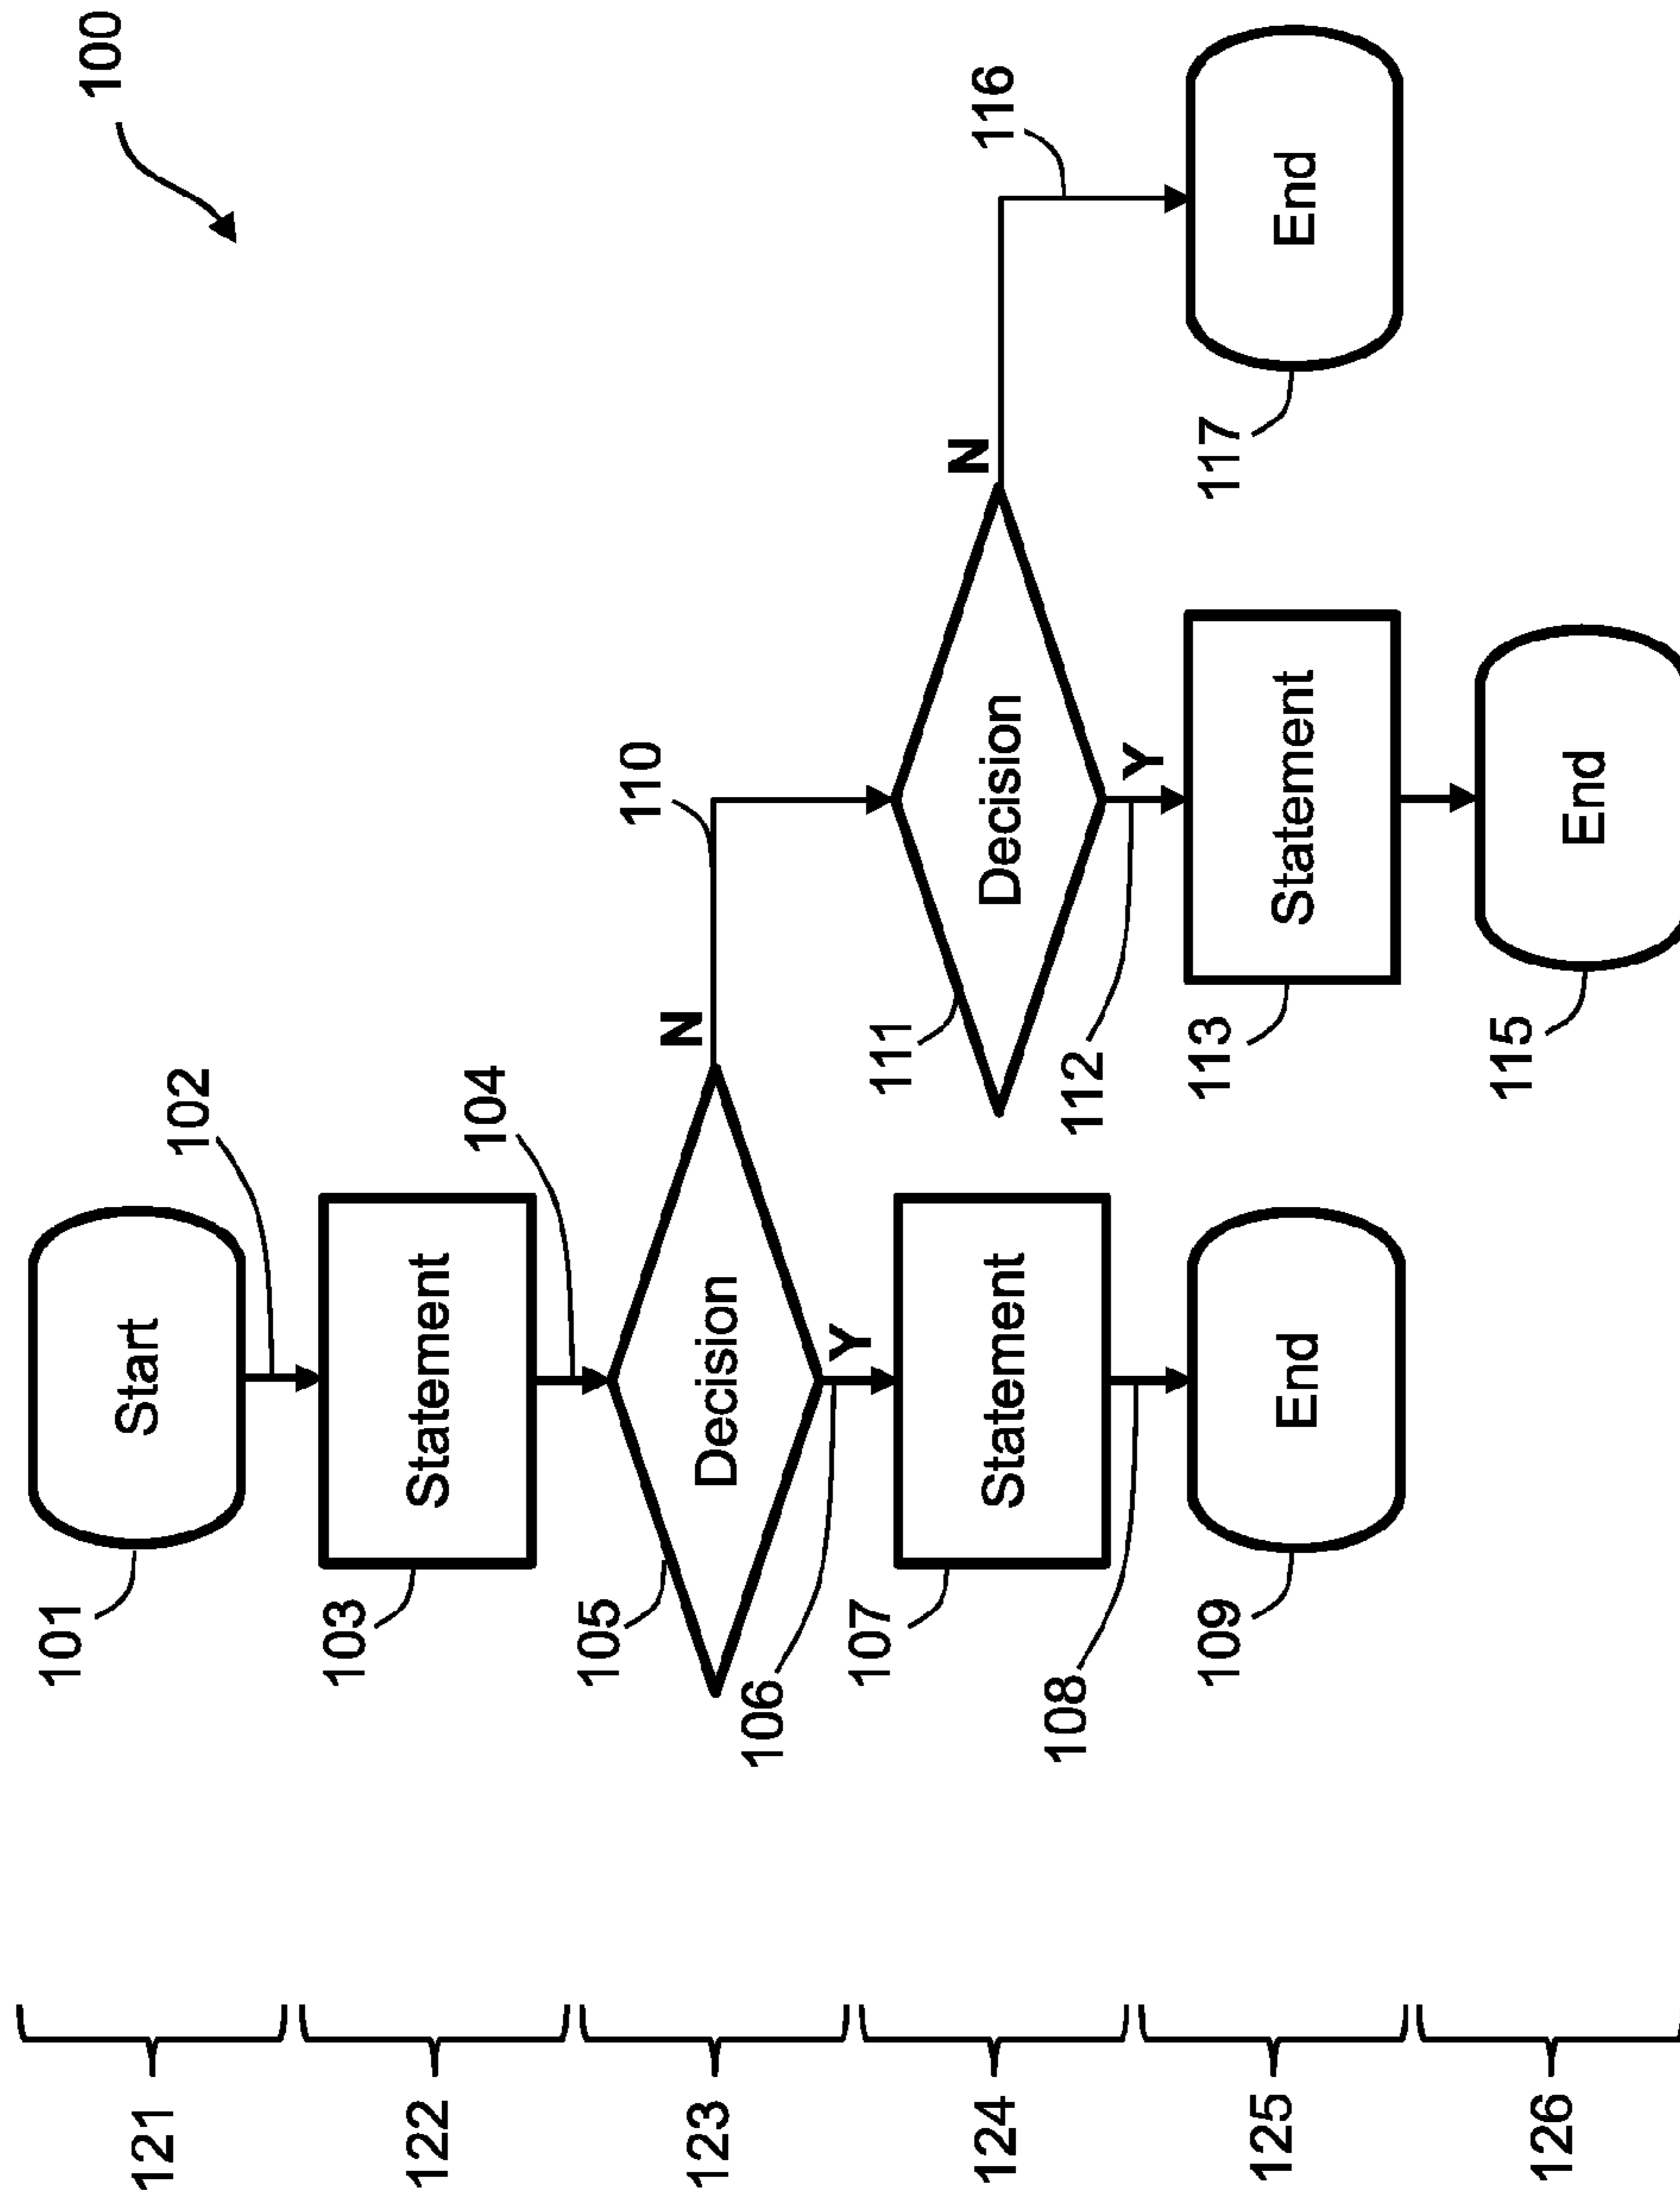 100
101
121
Start
102
103
122
Statement
104
105
110
N
123
Decision
106
Y
107
111
N
116
124
Statement
Decision
108
112
Y
109
113
117
125
End
Statement
End
115
126
End